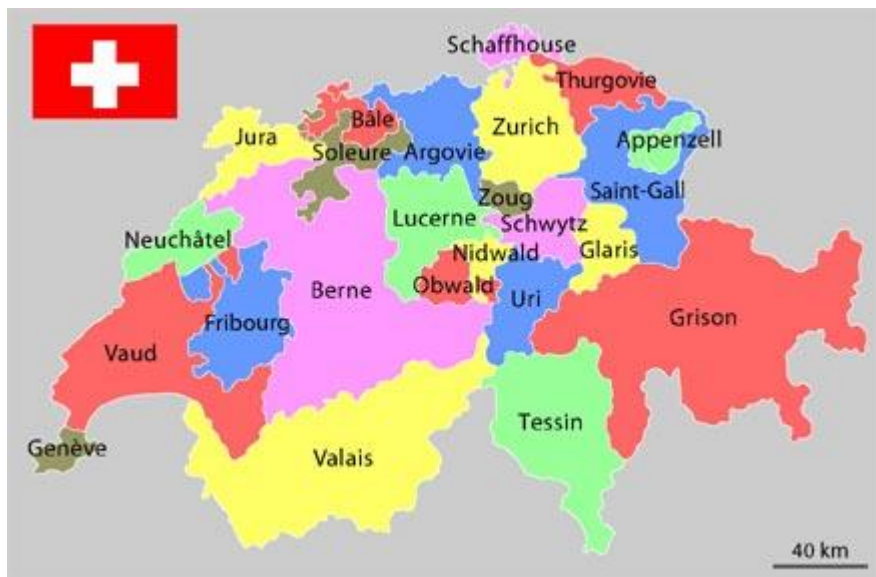 Schaffhouse
Thurgovie
Bâle
Zurich
Jura
Soleure
Argovie
Appenzell
Zoug
Saint-Gall
Lucerne
Schwytz
Neuchâtel
Nidwald
Glaris
Obwald
Berne
Uri
Fribourg
Grison
Vaud
Tessin
Genève
Valais
40 km